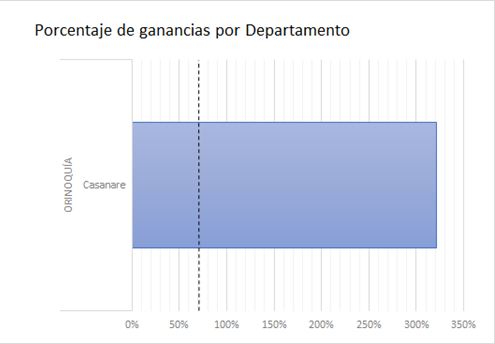 Porcentaje de ganancias por Departamento
ORINOQUÍA
Casanare
0% 50% 100% 150% 200% 250% 300% 350%